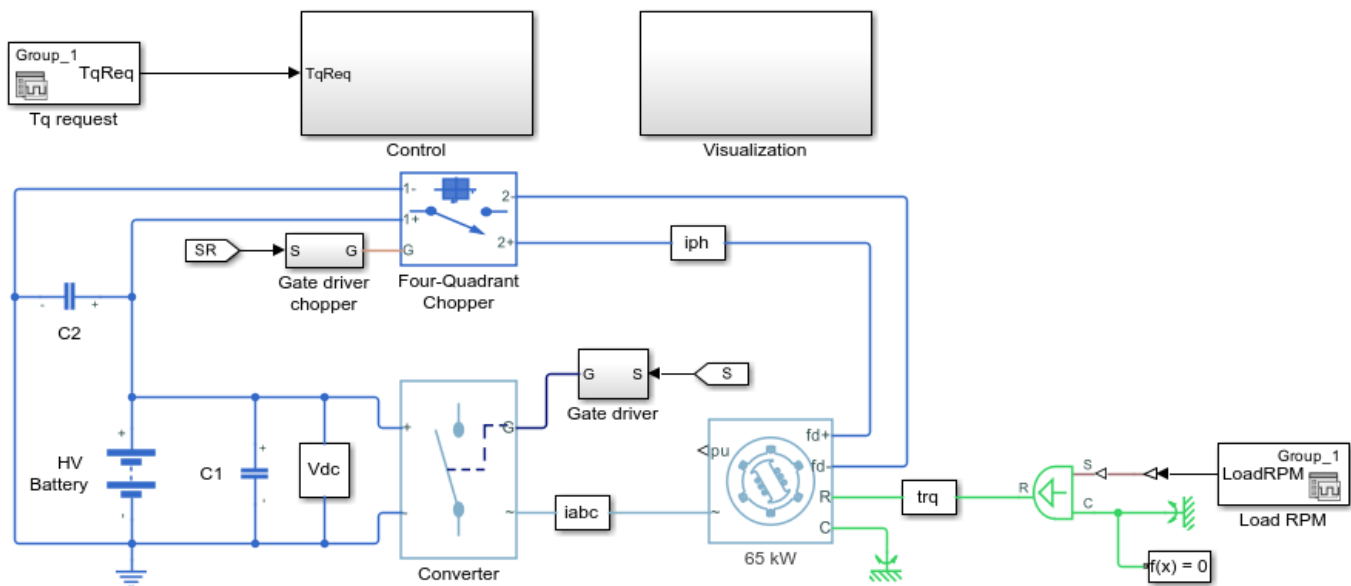 Group_1
TqReq
Tq request
TqReq
Control
Visualization
1-
1+
G
2-
2+
Four-Quadrant
Chopper
SR
S
G
Gate driver
chopper
iph
-
+
C2
+
HV
Battery
-
+
C1
-
Vdc
+
-
G
~
Converter
G
S
Gate driver
S
iabc
pu
fd+
fd-
R
C
~
65 kW
trq
R
S
C
f(x) = 0
Group_1
LoadRPM
Load RPM